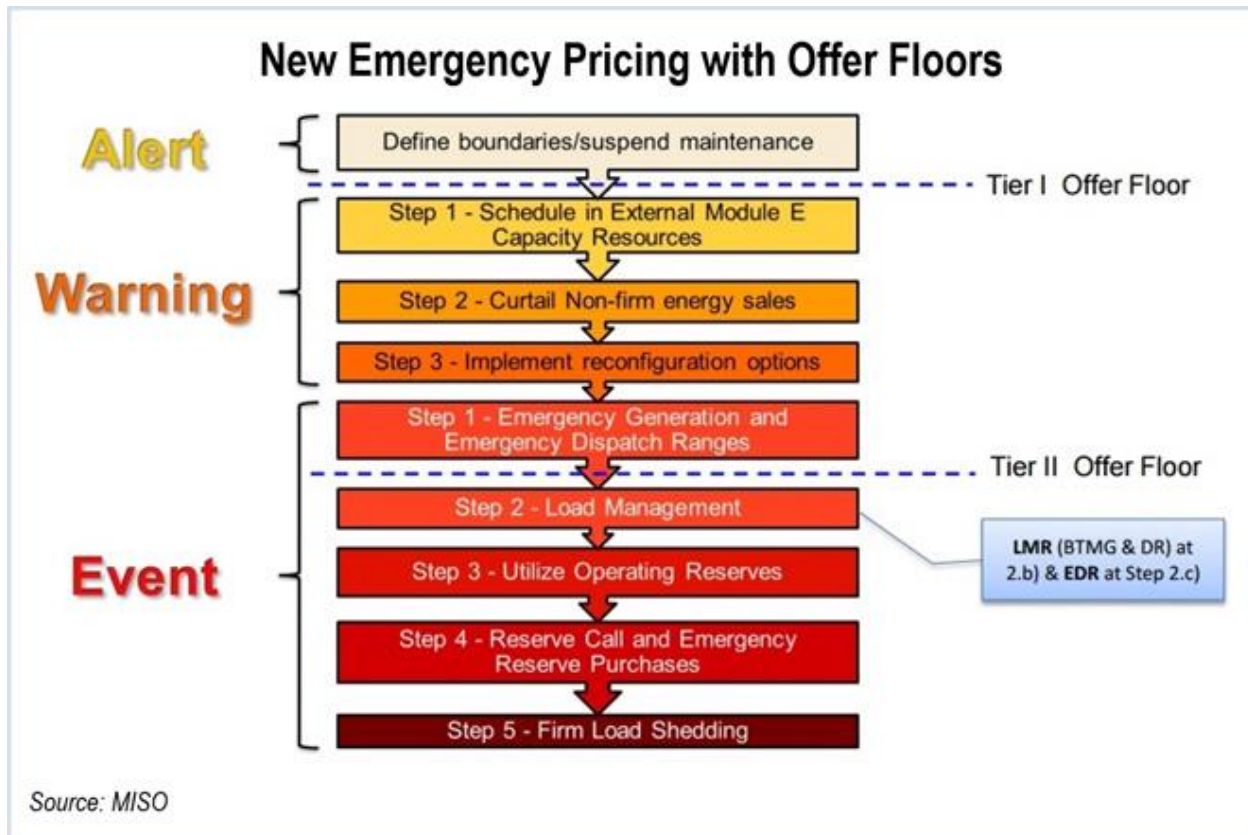 New Emergency Pricing with Offer Floors
Alert
Define boundaries/suspend maintenance
Tier I Offer Floor
Warning
Step 1 - Schedule in External Module E
Capacity Resources
Step 2 - Curtail Non-firm energy sales
Step 3 - Implement reconfiguration options
Event
Step 1 - Emergency Generation and
Emergency Dispatch Ranges
Tier II Offer Floor
Step 2 - Load Management
LMR (BTMG & DR) at
2.b) & EDR at Step 2.c)
Step 3 - Utilize Operating Reserves
Step 4 - Reserve Call and Emergency
Reserve Purchases
Step 5 - Firm Load Shedding
Source: MISO